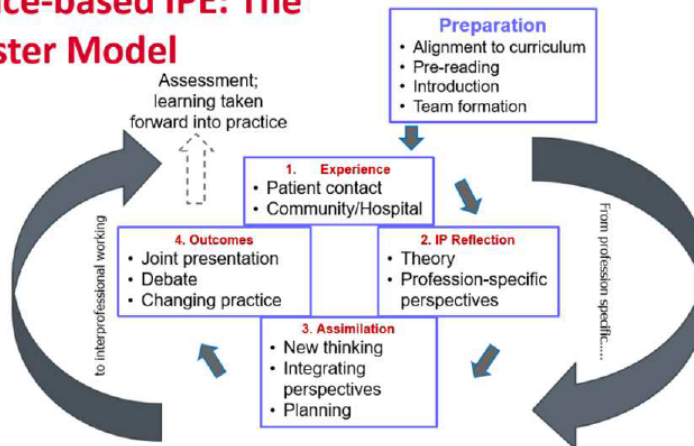 ce-based IPE: The
ster Model
Preparation
• Alignment to curriculum
• Pre-reading
• Introduction
• Team formation
Assessment;
learning taken
forward into practice
1. Experience
• Patient contact
• Community/Hospital
4. Outcomes
• Joint presentation
• Debate
• Changing practice
2. IP Reflection
• Theory
• Profession-specific
perspectives
3. Assimilation
• New thinking
• Integrating
perspectives
• Planning
to interprofessional working
From profession specific.....